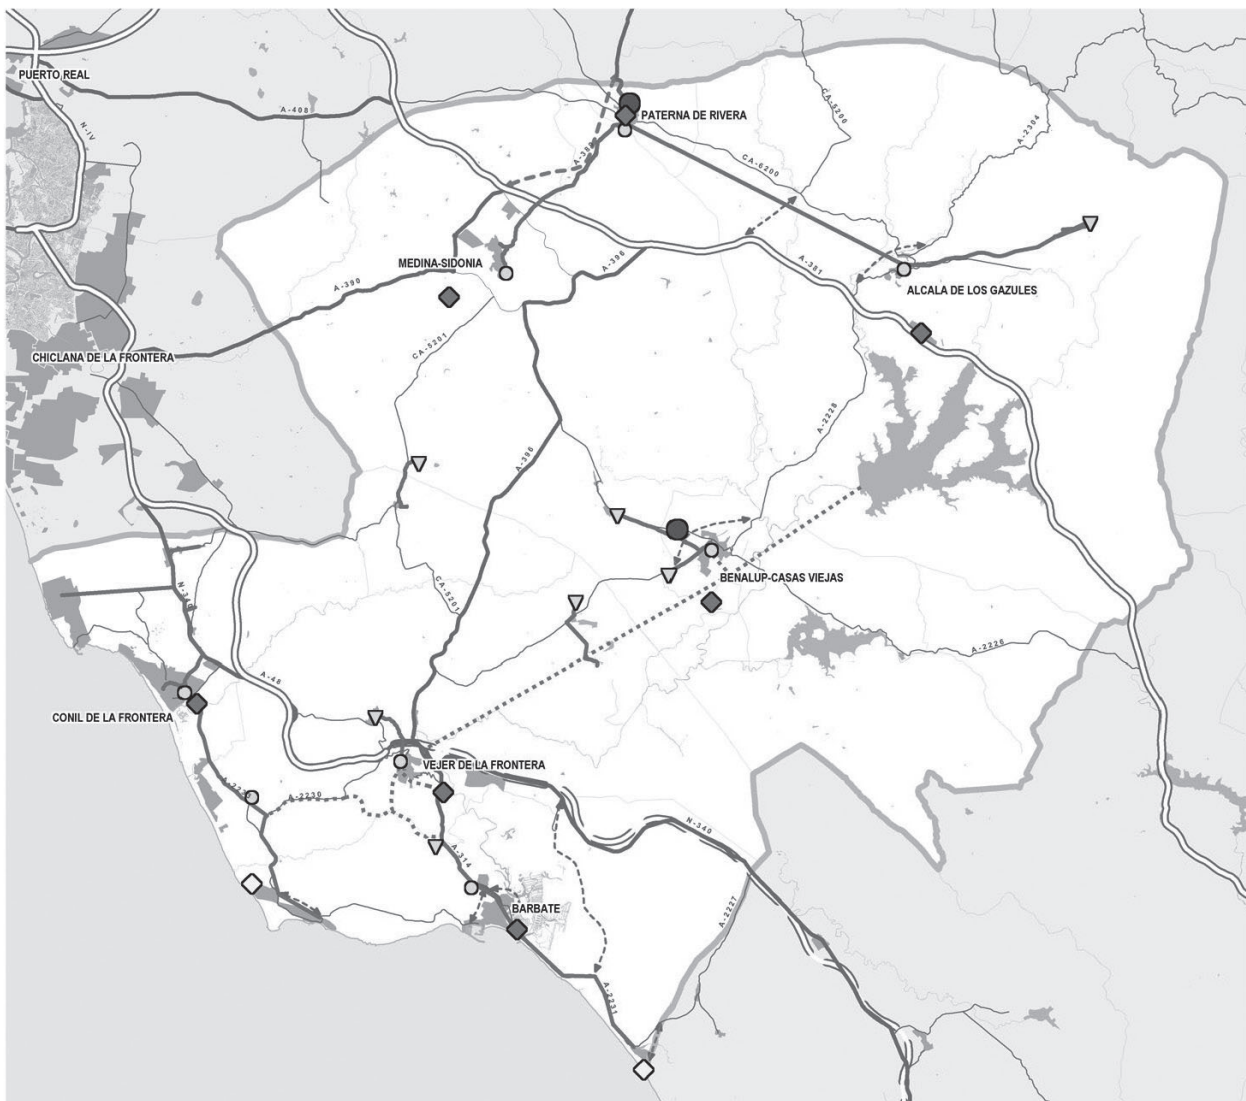 PUERTO REAL
N-IV
A-408
PATERNA DE RIVERA
CA-5200
A-2304
CA-6200
MEDINA-SIDONIA
A-396
A-381
A-390
ALCALA DE LOS GAZULES
CHICLANA DE LA FRONTERA
CA-5201
A-2228
A-396
BENALUP-CASAS VIEJAS
CA-5201
N-340
A-2226
A-48
CONIL DE LA FRONTERA
VEJER DE LA FRONTERA
A-2230
N-340
A-314
BARBATE
A-2227
A-2231